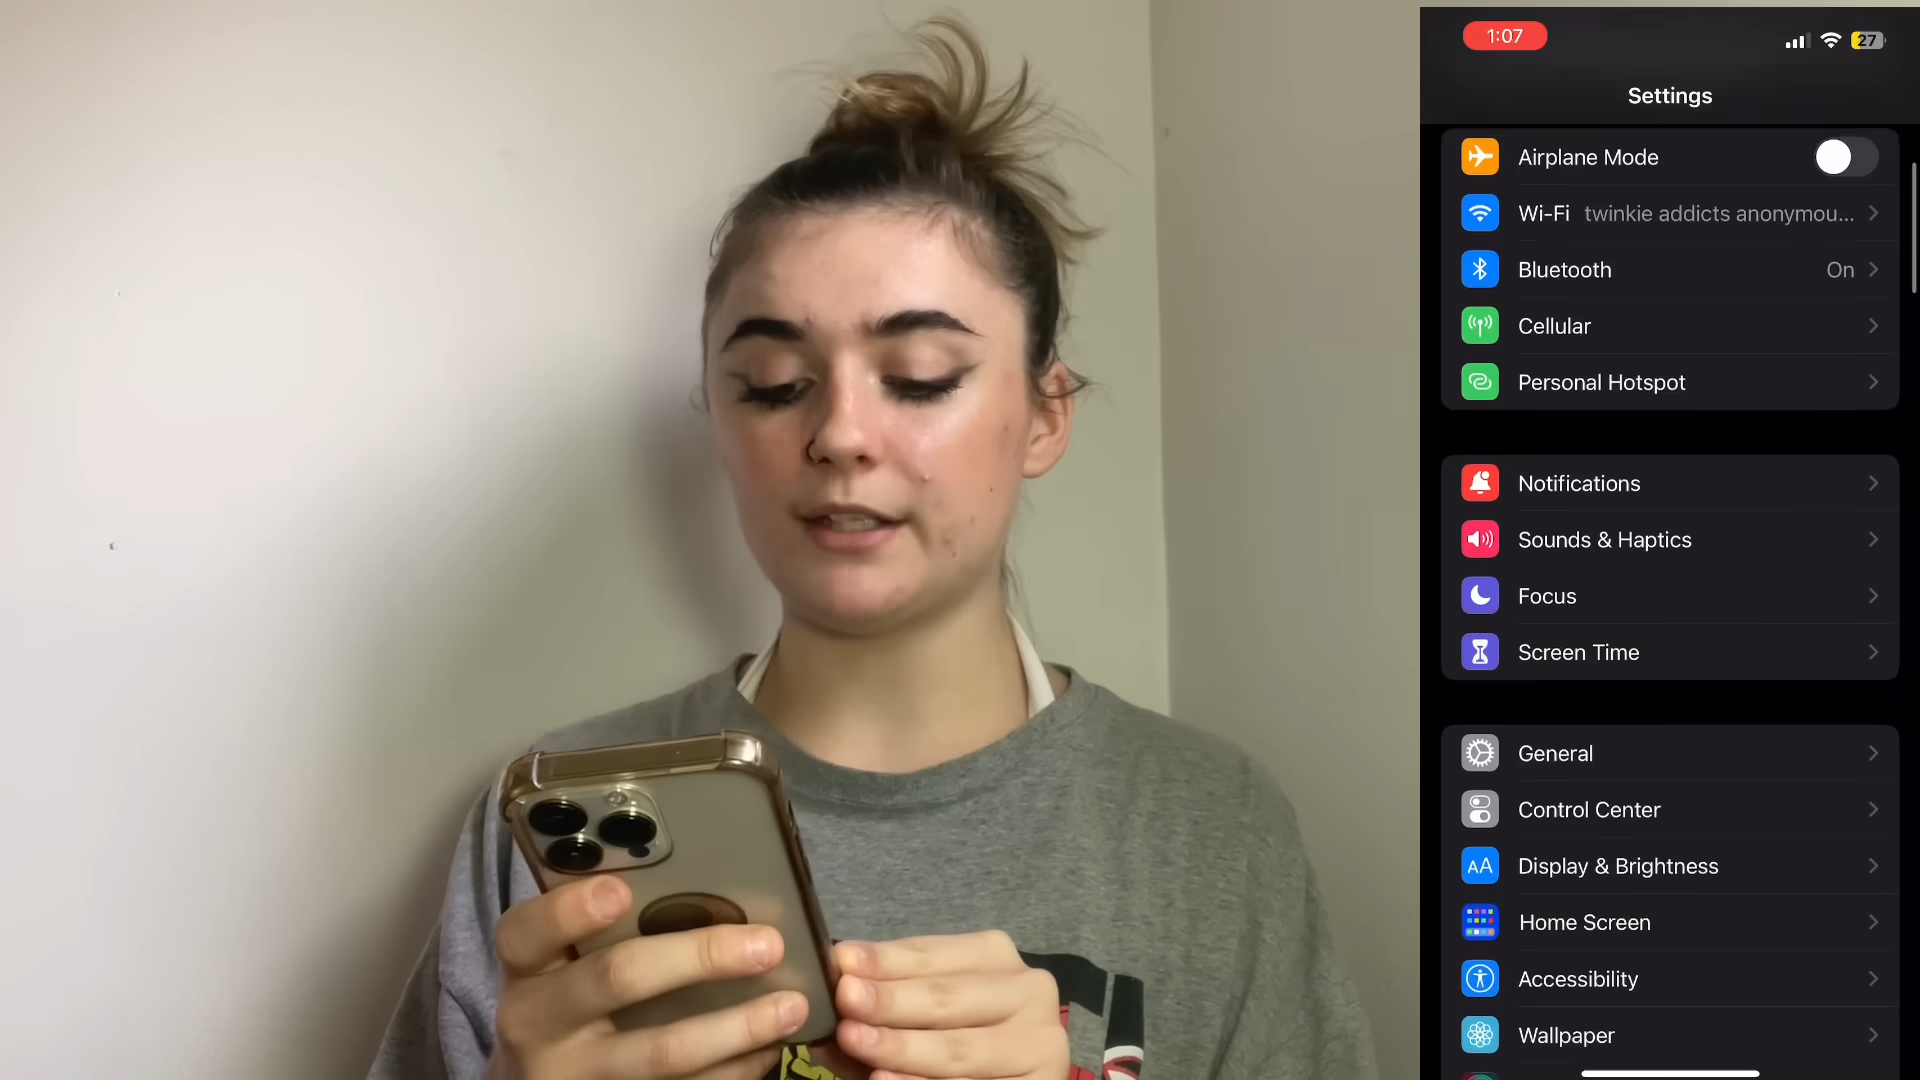 1:07
27
Settings
Airplane Mode
Wi-Fi twinkie addicts anonymou...
Bluetooth On
Cellular
Personal Hotspot
Notifications
Sounds & Haptics
Focus
Screen Time
General
Control Center
AA Display & Brightness
Home Screen
Accessibility
Wallpaper